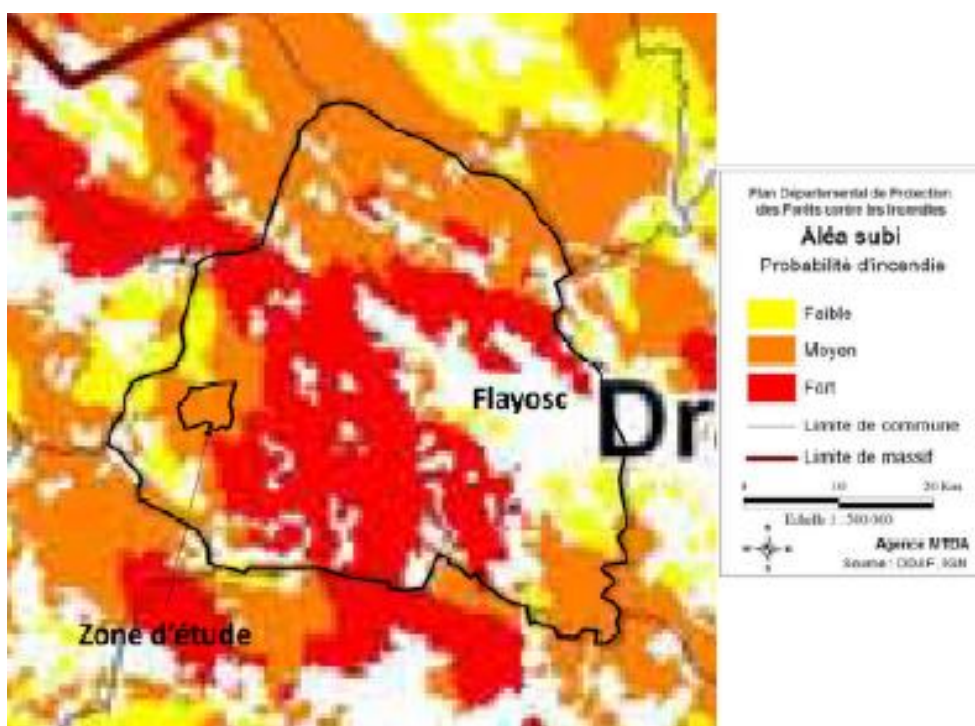 Flayosc
Dr
Zone d'étude
Plan Départemental de Protection
des Forêts contre les Incendies
Aléa subi
Probabilité d'incendie
Faible
Moyen
Fort
Limite de commune
Limite de massif
0 10 20 Km
Echelle 1 : 500 000
Agence MTDA
Source : DDAF, IGN